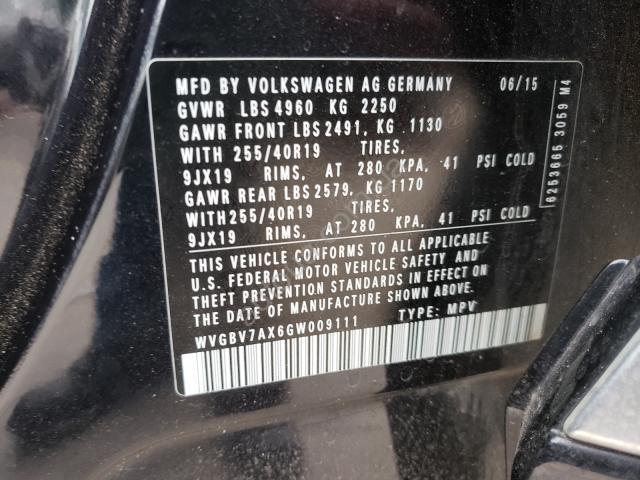 MFD BY VOLKSWAGEN AG GERMANY 06/15
GVWR LBS 4960 KG 2250
GAWR FRONT LBS 2491, KG 1130
WITH 255/40R19 TIRES,
9JX19 RIMS, AT 280 KPA, 41 PSI COLD
GAWR REAR LBS 2579, KG 1170
WITH 255/40R19 TIRES,
9JX19 RIMS, AT 280 KPA, 41 PSI COLD
THIS VEHICLE CONFORMS TO ALL APPLICABLE
U.S. FEDERAL MOTOR VEHICLE SAFETY AND
THEFT PREVENTION STANDARDS IN EFFECT ON
THE DATE OF MANUFACTURE SHOWN ABOVE.
WVGBV7AX6GW009111 TYPE: MPV
6253665 3059 M4